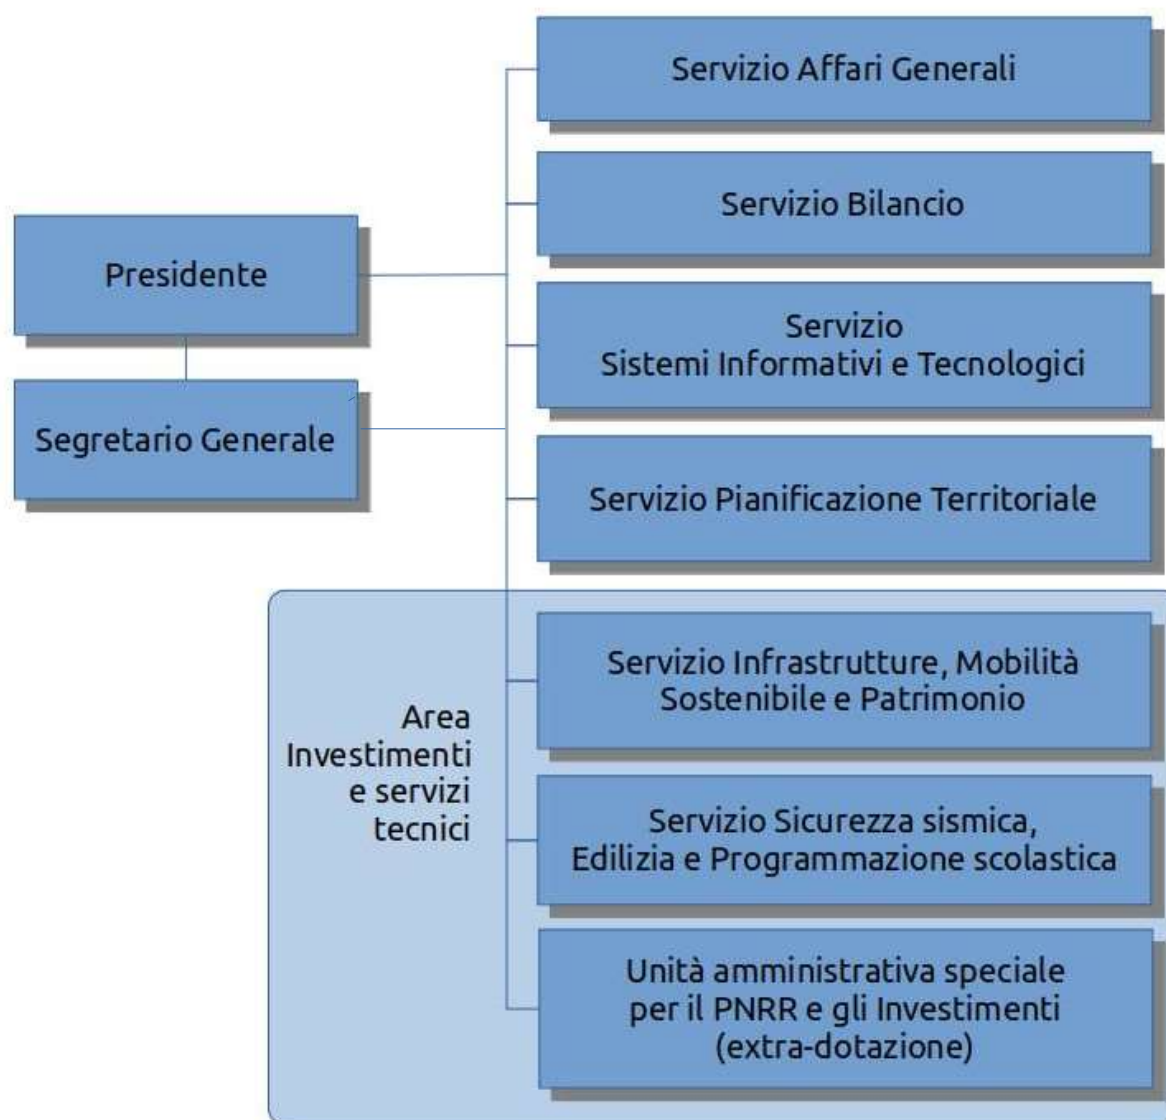 Servizio Affari Generali
Servizio Bilancio
Presidente
Servizio
Sistemi Informativi e Tecnologici
Segretario Generale
Servizio Pianificazione Territoriale
Area
Investimenti
e servizi
tecnici
Servizio Infrastrutture, Mobilità
Sostenibile e Patrimonio
Servizio Sicurezza sismica,
Edilizia e Programmazione scolastica
Unità amministrativa speciale
per il PNRR e gli Investimenti
(extra-dotazione)